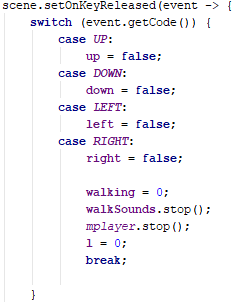 scene.setOnKeyReleased(event -> {
    switch (event.getCode()) {
        case UP:
            up = false;
        case DOWN:
            down = false;
        case LEFT:
            left = false;
        case RIGHT:
            right = false;

            walking = 0;
            walkSounds.stop();
            mplayer.stop();
            l = 0;
            break;

    }